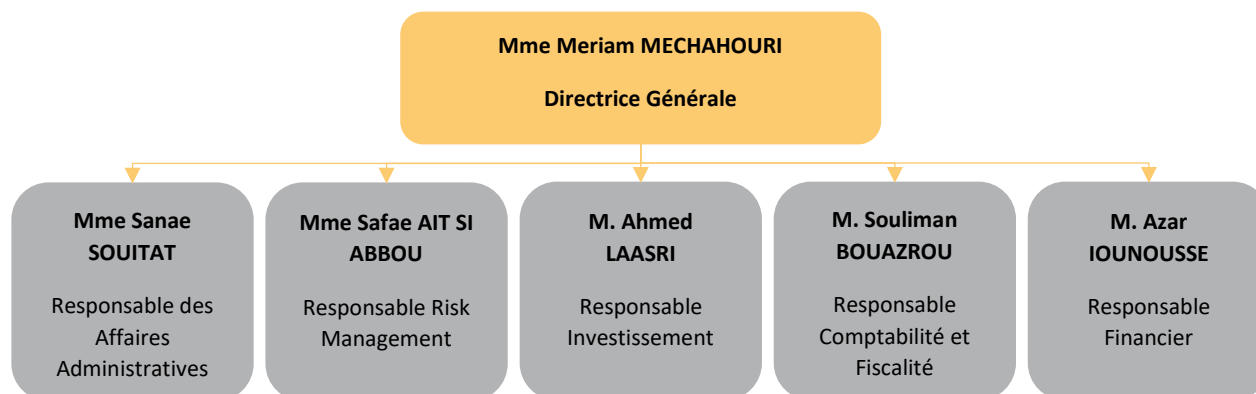 Mme Meriam MECHAHOURI
Directrice Générale
Mme Sanae
SOUITAT
Responsable des
Affaires
Administratives
Mme Safae AIT SI
ABBOU
Responsable Risk
Management
M. Ahmed
LAASRI
Responsable
Investissement
M. Souliman
BOUAZROU
Responsable
Comptabilité et
Fiscalité
M. Azar
IOUNOUSSE
Responsable
Financier